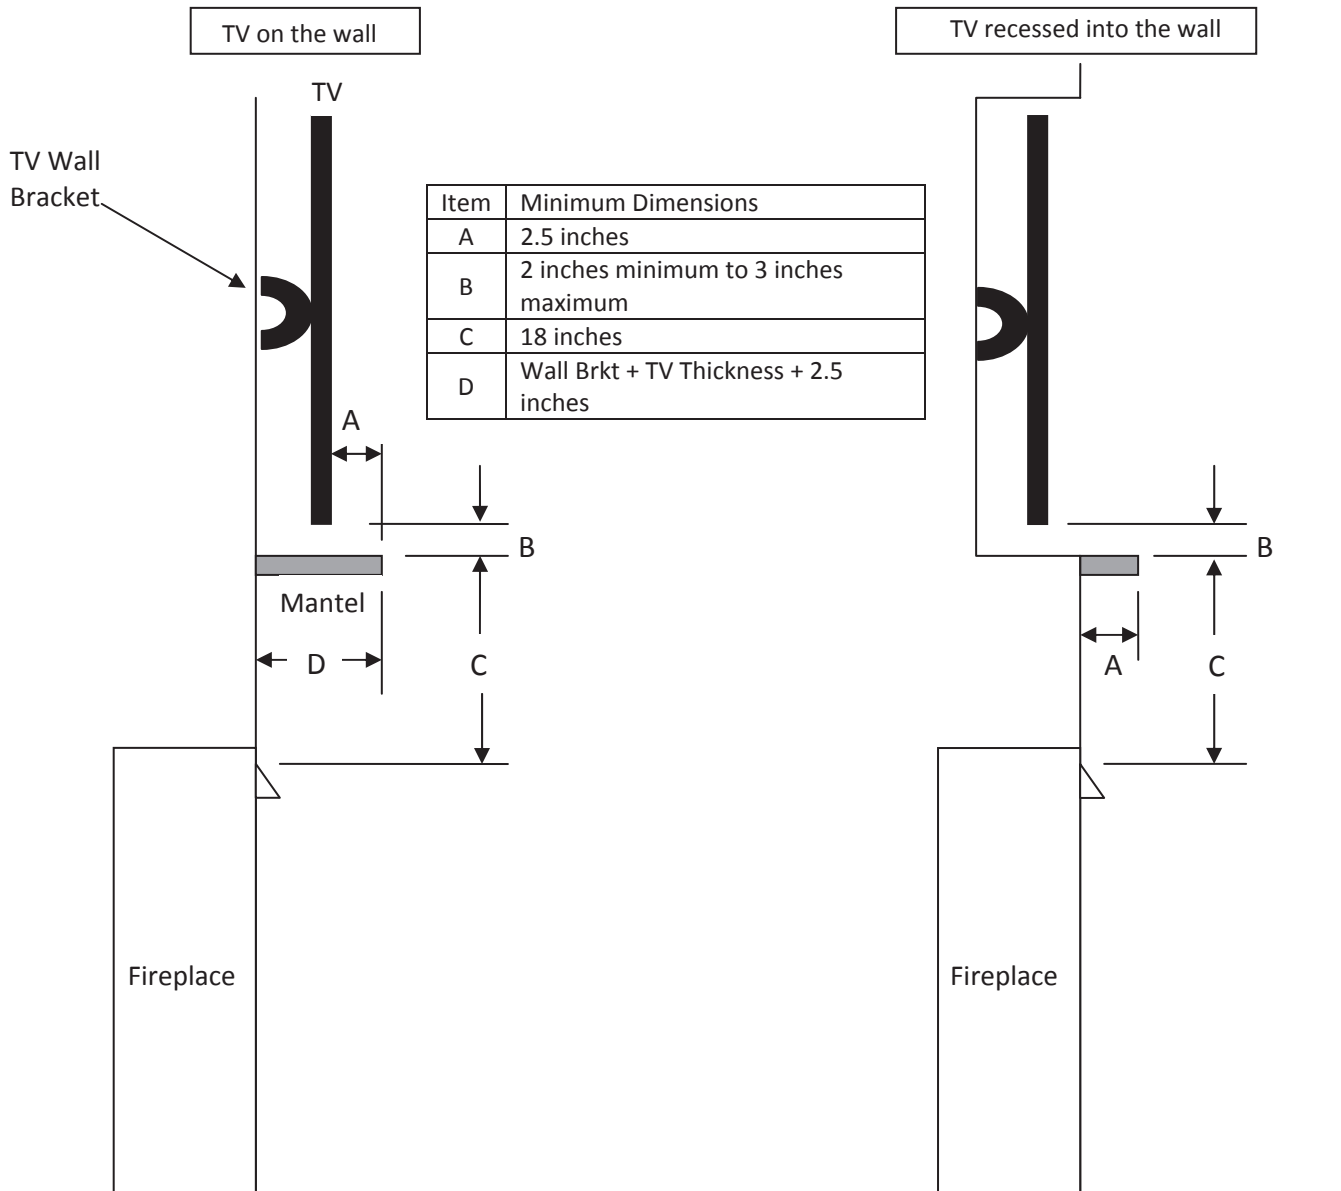 TV on the wall
TV recessed into the wall
TV
TV Wall
Bracket
Item Minimum Dimensions
A 2.5 inches
B 2 inches minimum to 3 inches
maximum
C 18 inches
D Wall Brkt + TV Thickness + 2.5
inches
A
B
B
Mantel
D
C
A
C
Fireplace
Fireplace